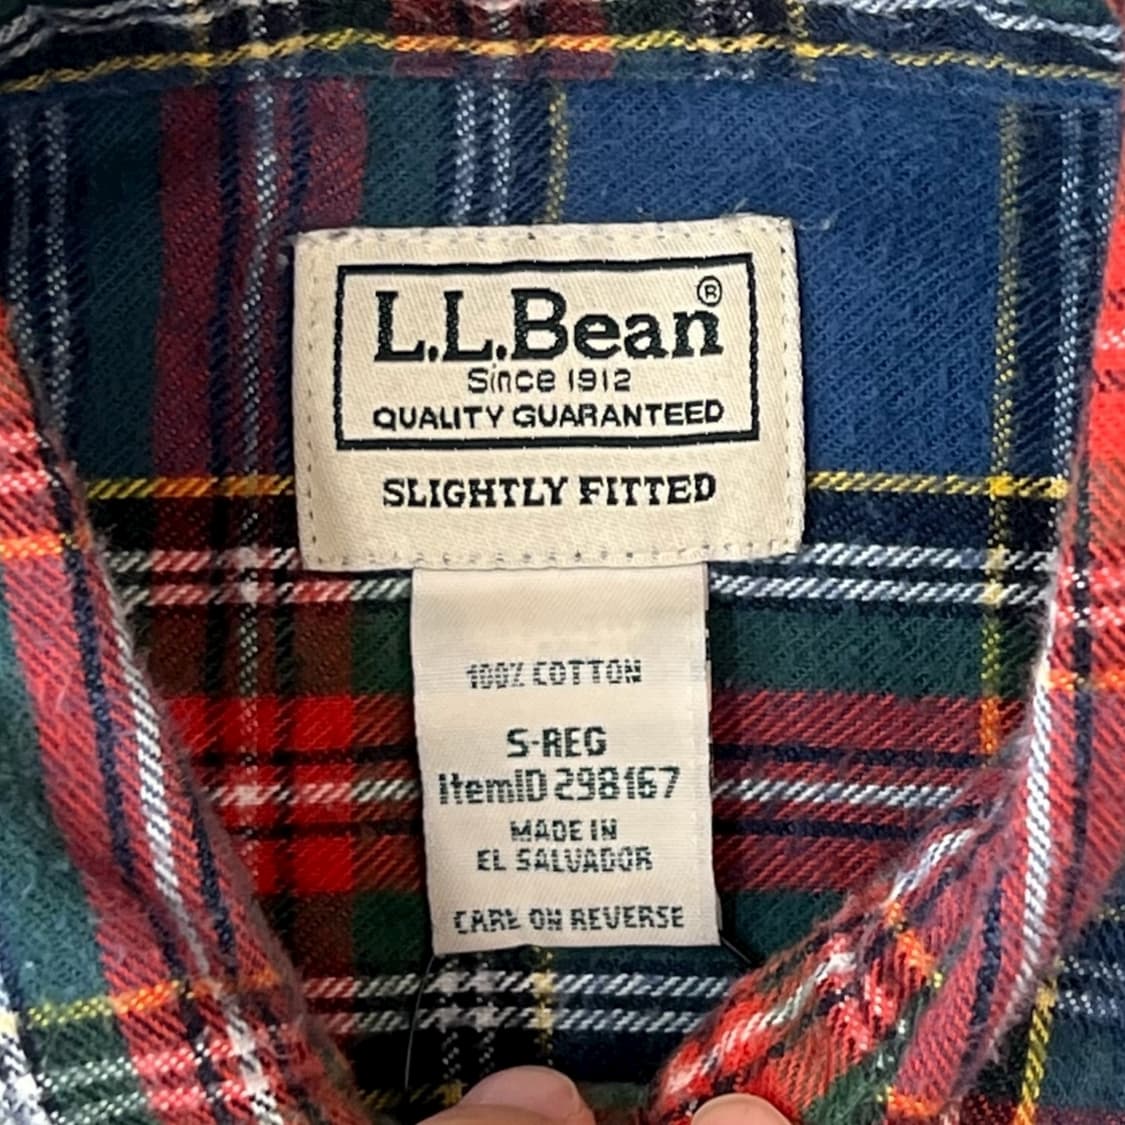 L.L.Bean®
Since 1912
QUALITY GUARANTEED
SLIGHTLY FITTED
100% COTTON
S-REG
ItemID 298167
MADE IN
EL SALVADOR
CARE ON REVERSE